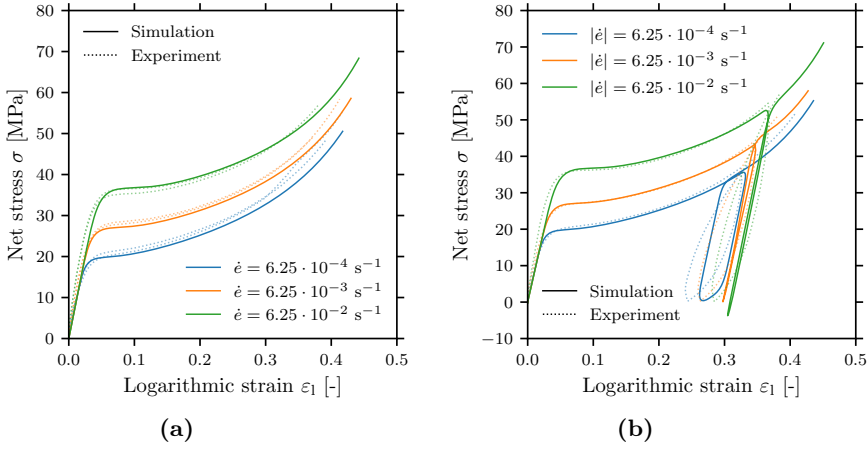 80
70
60
50
40
30
20
10
0
Net stress σ [MPa]
Simulation
Experiment
ė = 6.25 · 10⁻⁴ s⁻¹
ė = 6.25 · 10⁻³ s⁻¹
ė = 6.25 · 10⁻² s⁻¹
0.0 0.1 0.2 0.3 0.4 0.5
Logarithmic strain εₗ [-]
(a)
80
70
60
50
40
30
20
10
0
−10
Net stress σ [MPa]
|ė| = 6.25 · 10⁻⁴ s⁻¹
|ė| = 6.25 · 10⁻³ s⁻¹
|ė| = 6.25 · 10⁻² s⁻¹
Simulation
Experiment
0.0 0.1 0.2 0.3 0.4 0.5
Logarithmic strain εₗ [-]
(b)